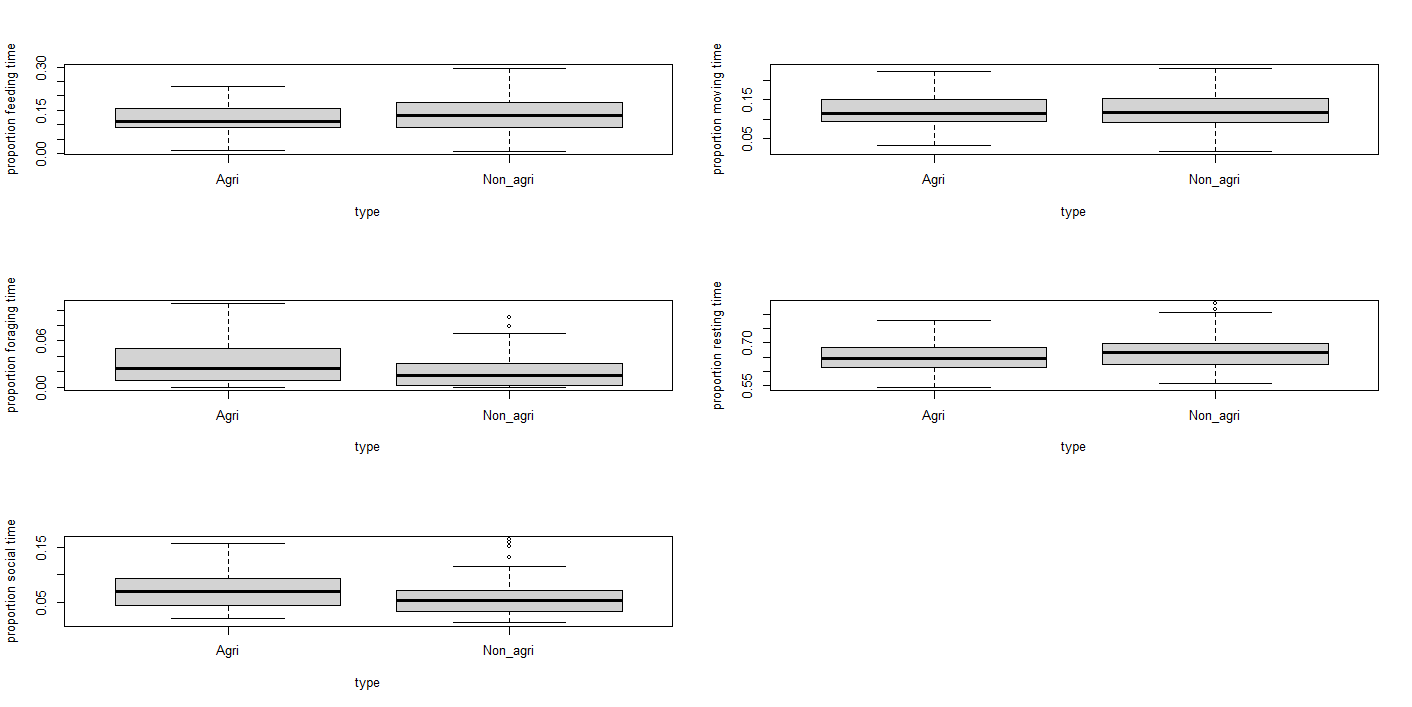 proportion feeding time
0.30
0.15
0.00
Agri
Non_agri
type
proportion moving time
0.15
0.05
Agri
Non_agri
type
proportion foraging time
0.06
0.00
Agri
Non_agri
type
proportion resting time
0.70
0.55
Agri
Non_agri
type
proportion social time
0.15
0.05
Agri
Non_agri
type